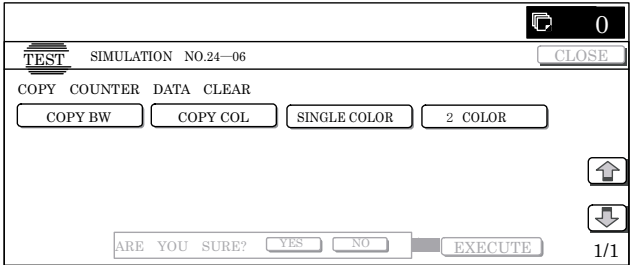 0
TEST SIMULATION NO.24—06 CLOSE
COPY COUNTER DATA CLEAR
COPY BW COPY COL SINGLE COLOR 2 COLOR
ARE YOU SURE? YES NO EXECUTE 1/1